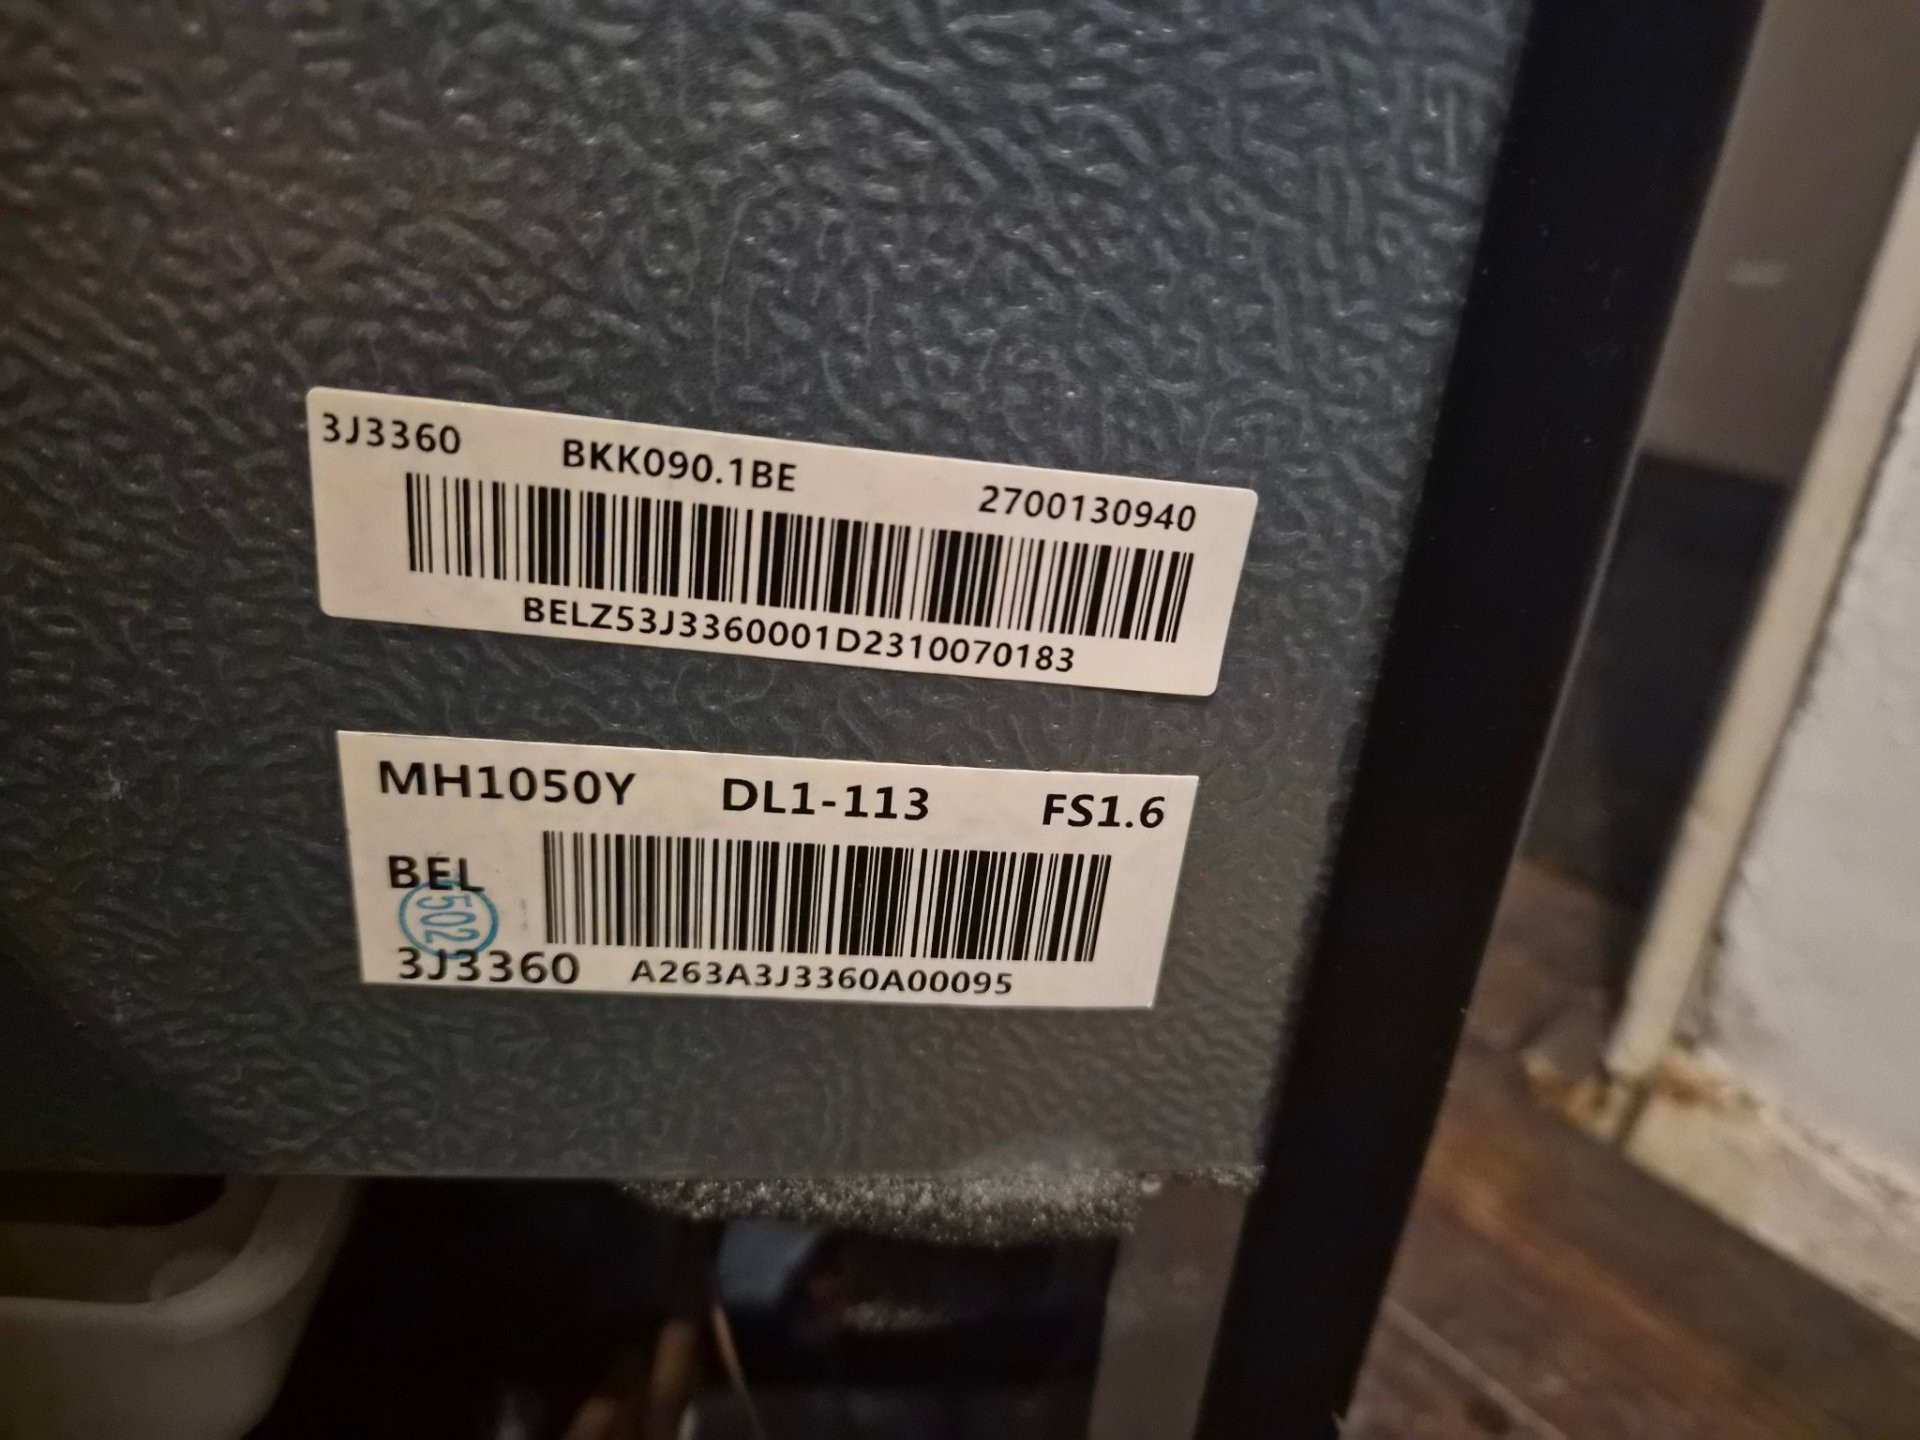 3J3360 BKK090.1BE 2700130940
BELZ53J3360001D2310070183
MH1050Y DL1-113 FS1.6
BEL
502
3J3360 A263A3J3360A00095